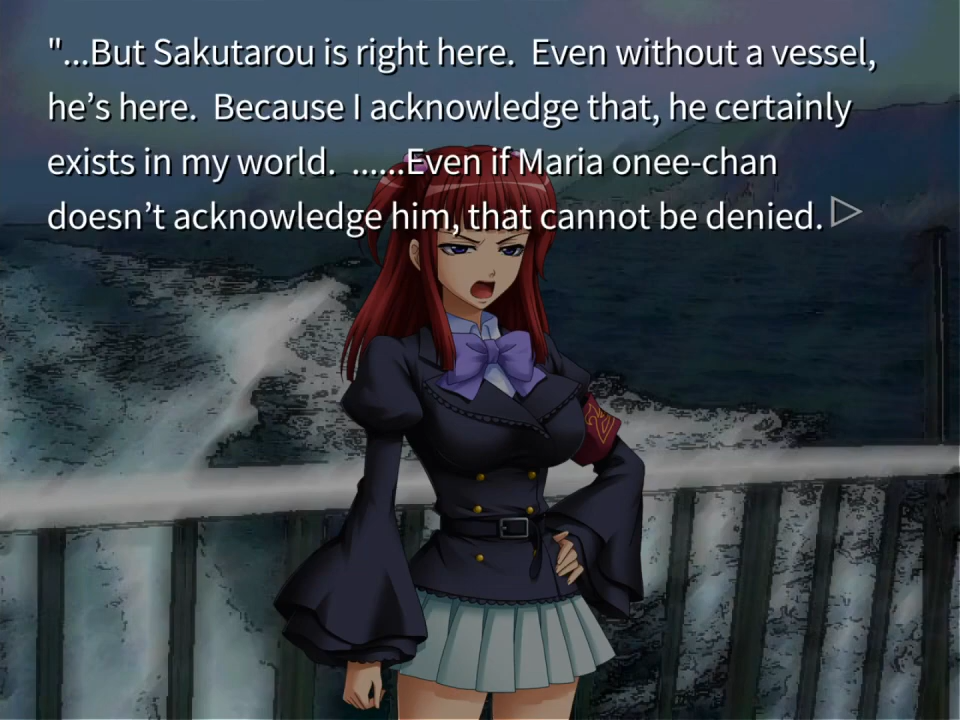 "...But Sakutarou is right here.  Even without a vessel,
he’s here.  Because I acknowledge that, he certainly
exists in my world.  ......Even if Maria onee-chan
doesn’t acknowledge him, that cannot be denied.